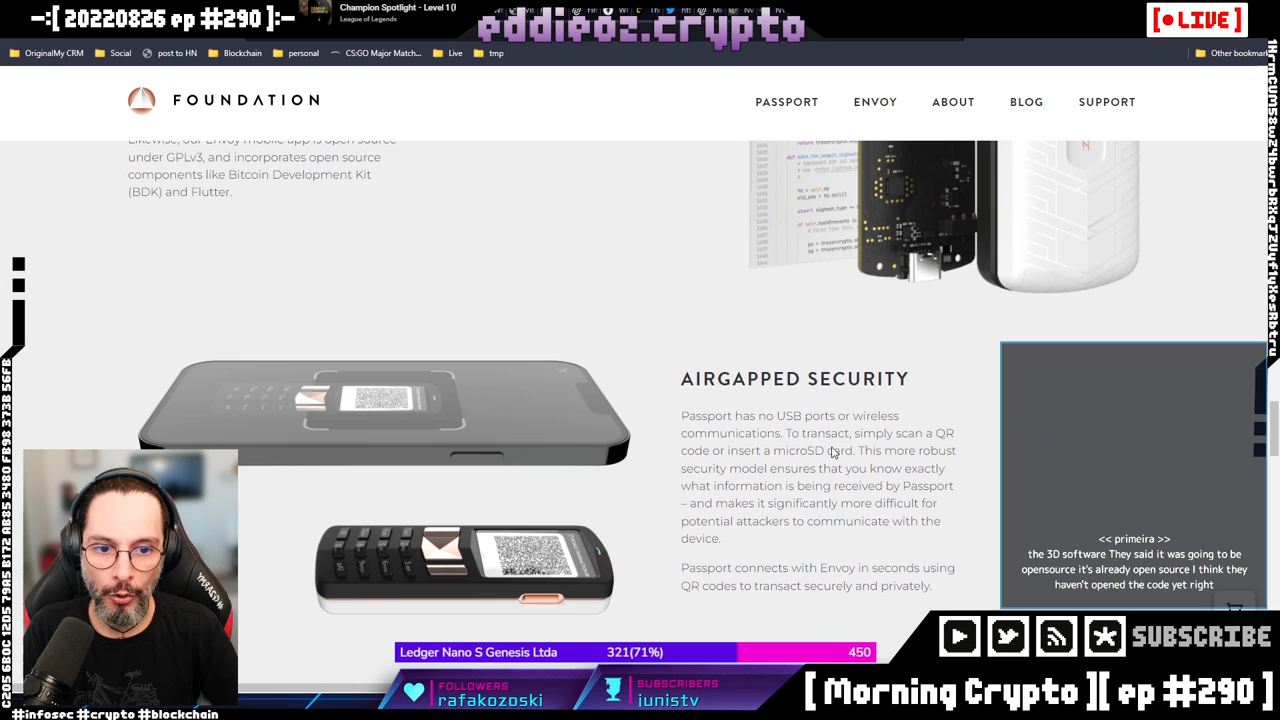 -:[ 20220826 ep #290 ]:-
Champion Spotlight - Level 1 (
League of Legends
eddieoz.crypto
[ • LIVE ]
OriginalMy CRM
Social
post to HN
Blockchain
personal
CS:GO Major Match...
Live
tmp
Other bookmar
FOUNDATION
PASSPORT
ENVOY
ABOUT
BLOG
SUPPORT
Likewise, our Envoy mobile app is open source
under GPLv3, and incorporates open source
components like Bitcoin Development Kit
(BDK) and Flutter.
AIRGAPPED SECURITY
Passport has no USB ports or wireless
communications. To transact, simply scan a QR
code or insert a microSD card. This more robust
security model ensures that you know exactly
what information is being received by Passport
– and makes it significantly more difficult for
potential attackers to communicate with the
device.
Passport connects with Envoy in seconds using
QR codes to transact securely and privately.
<< primeira >>
the 3D software They said it was going to be
opensource it's already open source I think they
haven't opened the code yet right
Ledger Nano S Genesis Ltda
321(71%)
450
FOLLOWERS
rafakozoski
SUBSCRIBERS
iunistv
SUBSCRIBE
[ Morning Crypto ][ ep #290 ]
#infosec #crypto #blockchain